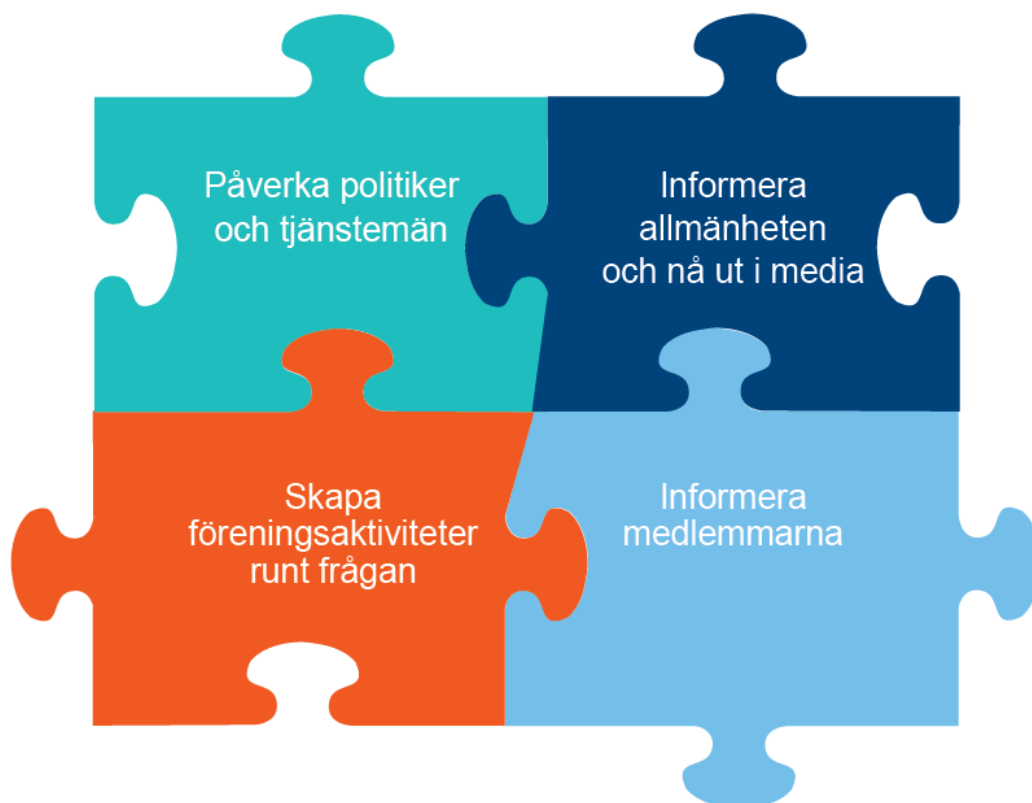 Påverka politiker
och tjänstemän
Informera
allmänheten
och nå ut i media
Skapa
föreningsaktiviteter
runt frågan
Informera
medlemmarna